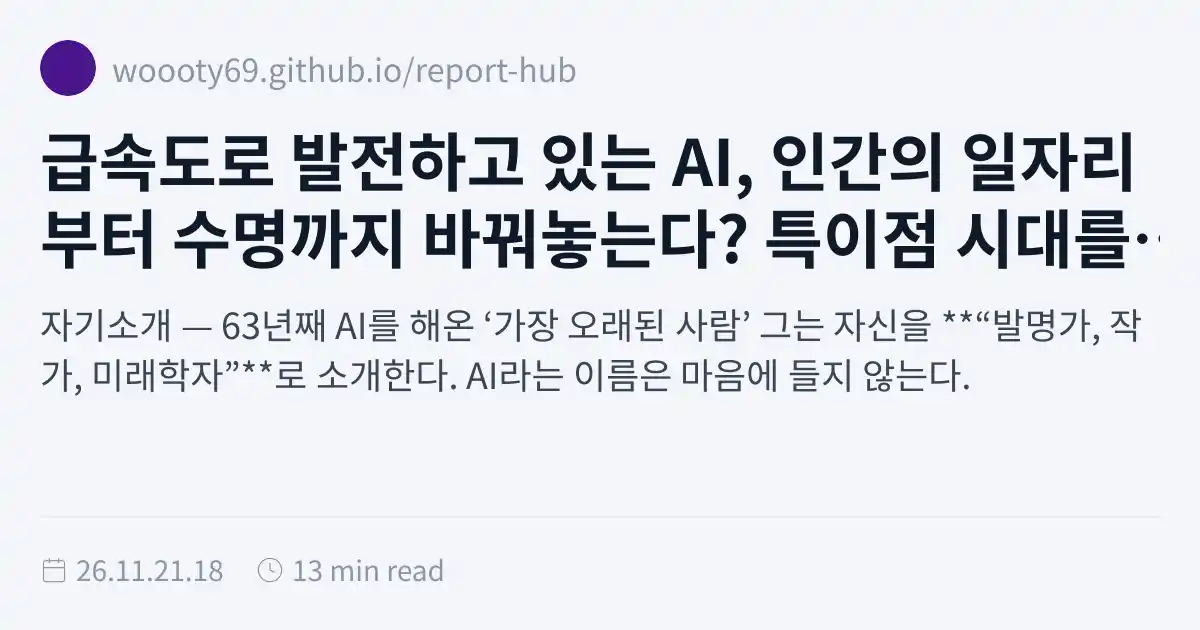 woooty69.github.io/report-hub
급속도로 발전하고 있는 AI, 인간의 일자리
부터 수명까지 바꿔놓는다? 특이점 시대를··
자기소개 — 63년째 AI를 해온 ‘가장 오래된 사람’ 그는 자신을 **“발명가, 작
가, 미래학자”**로 소개한다. AI라는 이름은 마음에 들지 않는다.
26.11.21.18
13 min read